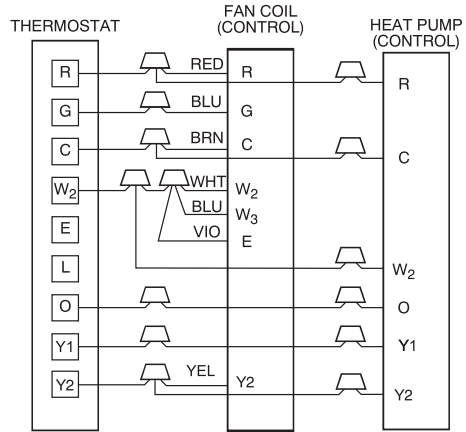 THERMOSTAT
FAN COIL
(CONTROL)
HEAT PUMP
(CONTROL)
R RED R R
G BLU G
C BRN C C
W2 WHT W2
BLU W3
E VIO E
L W2
O O
Y1 Y1
Y2 YEL Y2 Y2